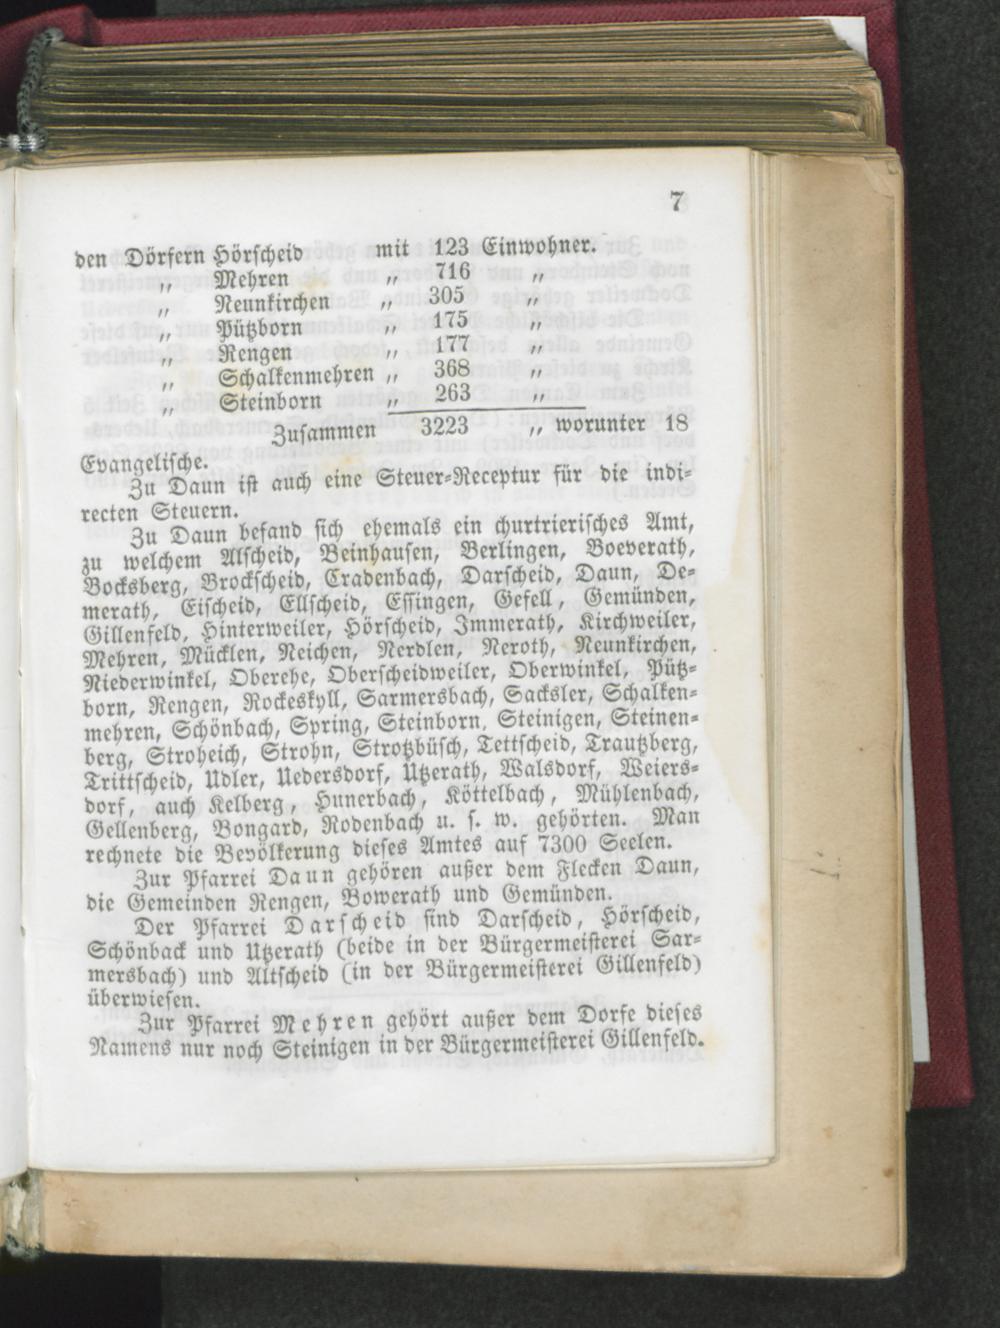 7
den Dörfern Hörscheid mit 123 Einwohner.
„ Mehren „ 716 „
„ Neunkirchen „ 305 „
„ Pützborn „ 175 „
„ Rengen „ 177 „
„ Schalkenmehren „ 368 „
„ Steinborn „ 263 „
Zusammen 3223 „ worunter 18
Evangelische.
Zu Daun ist auch eine Steuer-Receptur für die indi-
recten Steuern.
Zu Daun befand sich ehemals ein churtrierisches Amt,
zu welchem Alscheid, Beinhausen, Berlingen, Boeverath,
Bocksberg, Brockscheid, Cradenbach, Darscheid, Daun, De-
merath, Eischeid, Ellscheid, Essingen, Gefell, Gemünden,
Gillenfeld, Hinterweiler, Hörscheid, Immerath, Kirchweiler,
Mehren, Mücklen, Neichen, Nerdlen, Neroth, Neunkirchen,
Niederwinkel, Oberehe, Oberscheidweiler, Oberwinkel, Pütz-
born, Rengen, Rockeskyll, Sarmersbach, Sacksler, Schalken-
mehren, Schönbach, Spring, Steinborn, Steinigen, Steinen-
berg, Stroheich, Strohn, Strotzbüsch, Tettscheid, Trautzberg,
Trittscheid, Udler, Uedersdorf, Utzerath, Walsdorf, Weiers-
dorf, auch Kelberg, Hunerbach, Köttelbach, Mühlenbach,
Gellenberg, Bongard, Rodenbach u. s. w. gehörten. Man
rechnete die Bevölkerung dieses Amtes auf 7300 Seelen.
Zur Pfarrei Daun gehören außer dem Flecken Daun,
die Gemeinden Rengen, Bowerath und Gemünden.
Der Pfarrei Darscheid sind Darscheid, Hörscheid,
Schönback und Utzerath (beide in der Bürgermeisterei Sar-
mersbach) und Altscheid (in der Bürgermeisterei Gillenfeld)
überwiesen.
Zur Pfarrei Mehren gehört außer dem Dorfe dieses
Namens nur noch Steinigen in der Bürgermeisterei Gillenfeld.